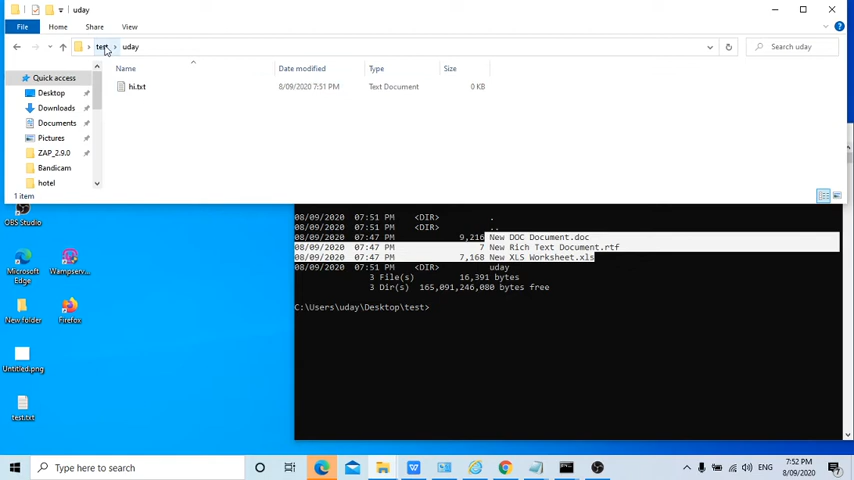 uday
File Home Share View
test uday
Search uday
Name Date modified Type Size
hi.txt 8/09/2020 7:51 PM Text Document 0 KB
Quick access
Desktop
Downloads
Documents
Pictures
ZAP_2.9.0
Bandicam
hotel
1 item
OBS Studio
Microsoft Edge
Wampserv...
New folder
Firefox
Untitled.png
test.txt
08/09/2020 07:51 PM <DIR> .
08/09/2020 07:51 PM <DIR> ..
08/09/2020 07:47 PM 9,216 New DOC Document.doc
08/09/2020 07:47 PM 7 New Rich Text Document.rtf
08/09/2020 07:47 PM 7,168 New XLS Worksheet.xls
08/09/2020 07:51 PM <DIR> uday
3 File(s) 16,391 bytes
3 Dir(s) 165,091,246,080 bytes free
C:\Users\uday\Desktop\test>
Type here to search
ENG
7:52 PM
8/09/2020